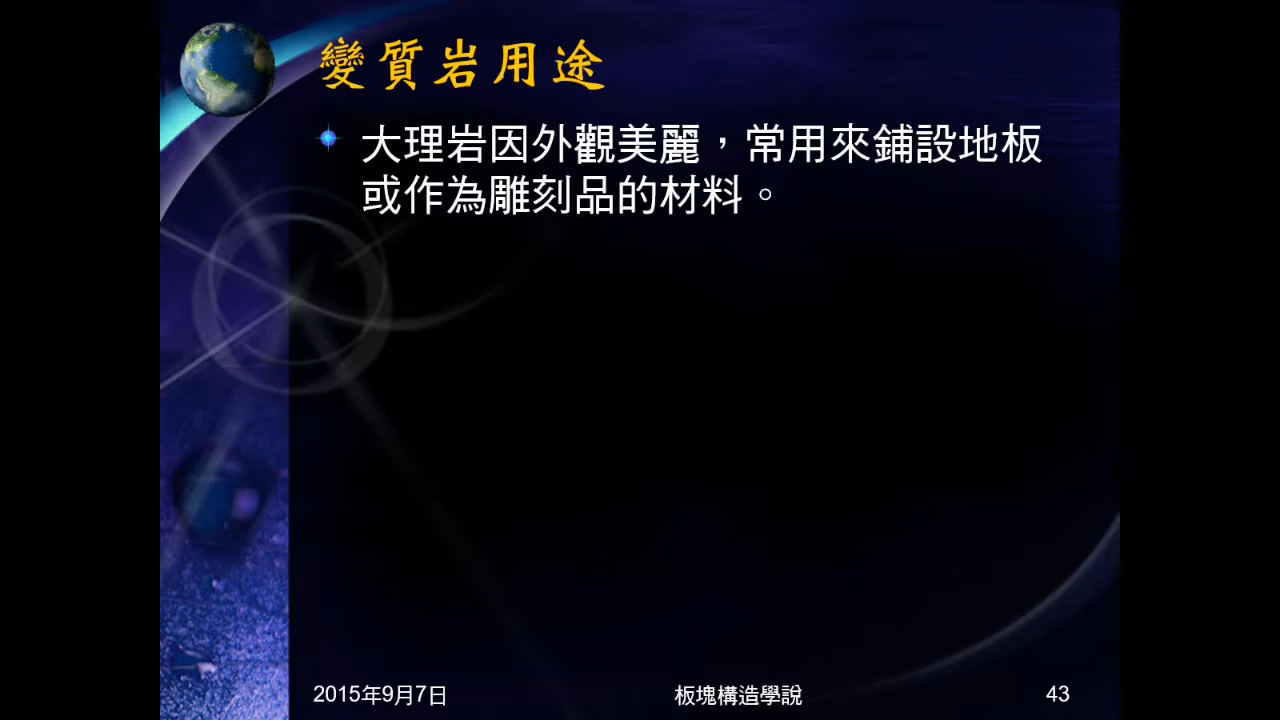 變質岩用途
大理岩因外觀美麗，常用來鋪設地板
或作為雕刻品的材料。
2015年9月7日
板塊構造學說
43